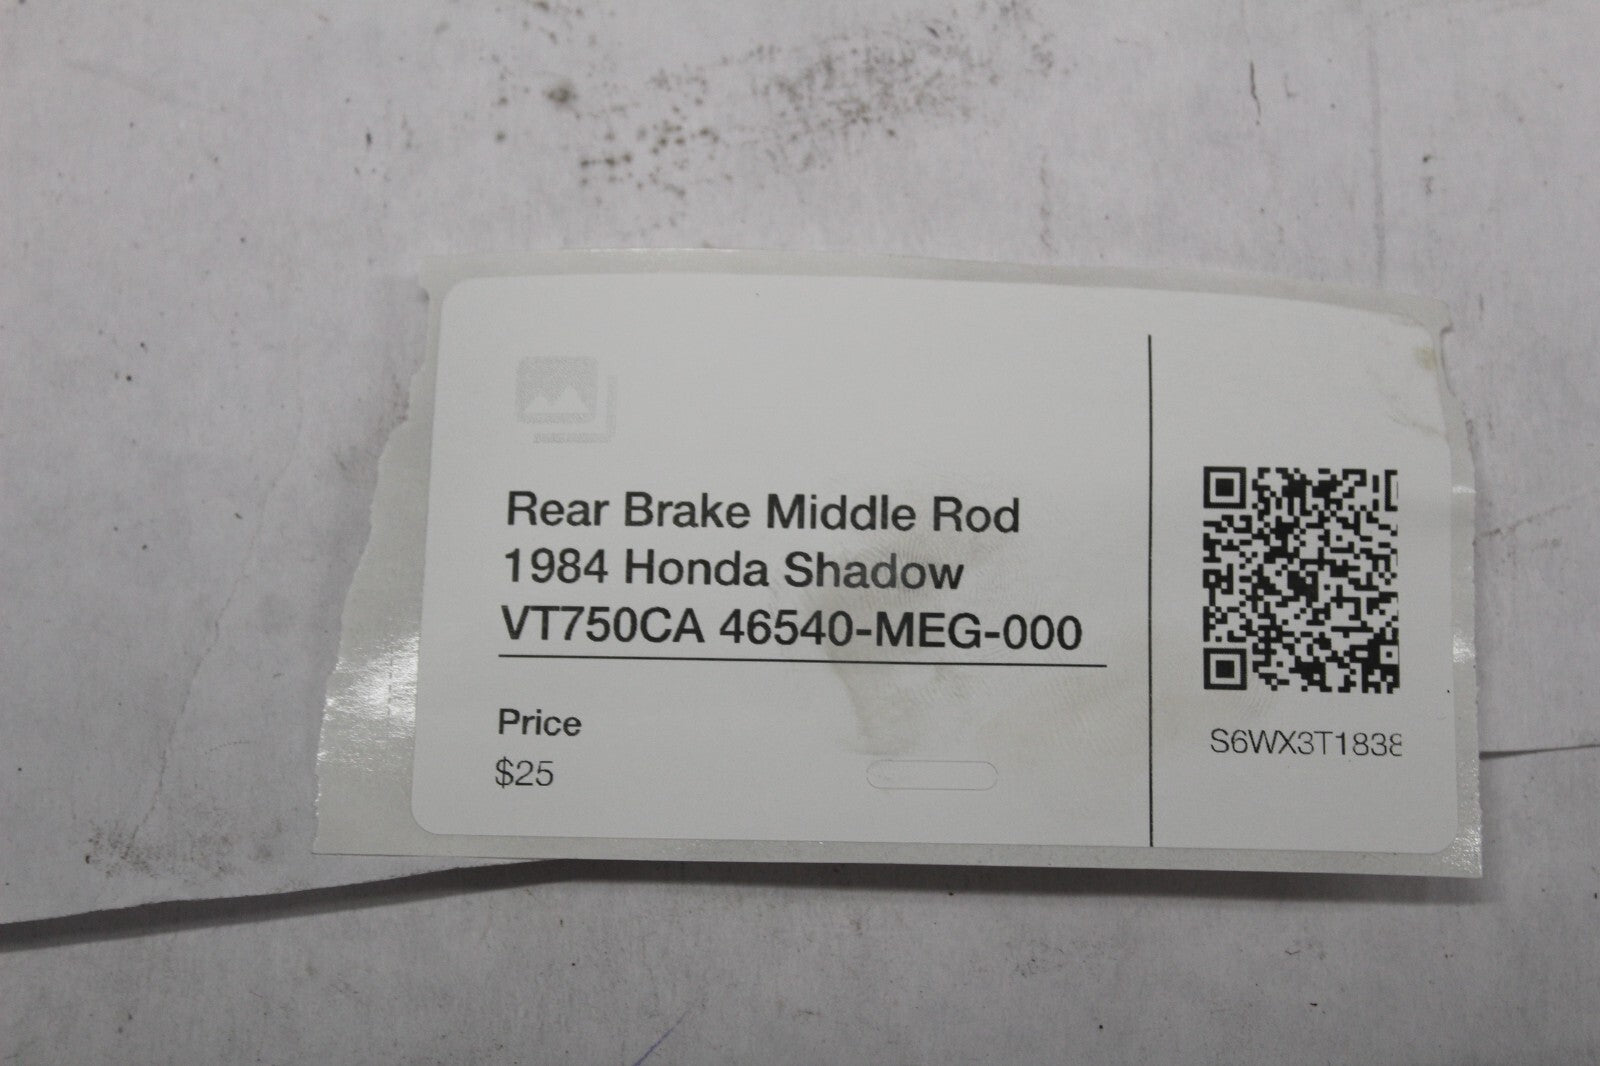 Rear Brake Middle Rod
1984 Honda Shadow
VT750CA 46540-MEG-000
Price
$25
S6WX3T1838